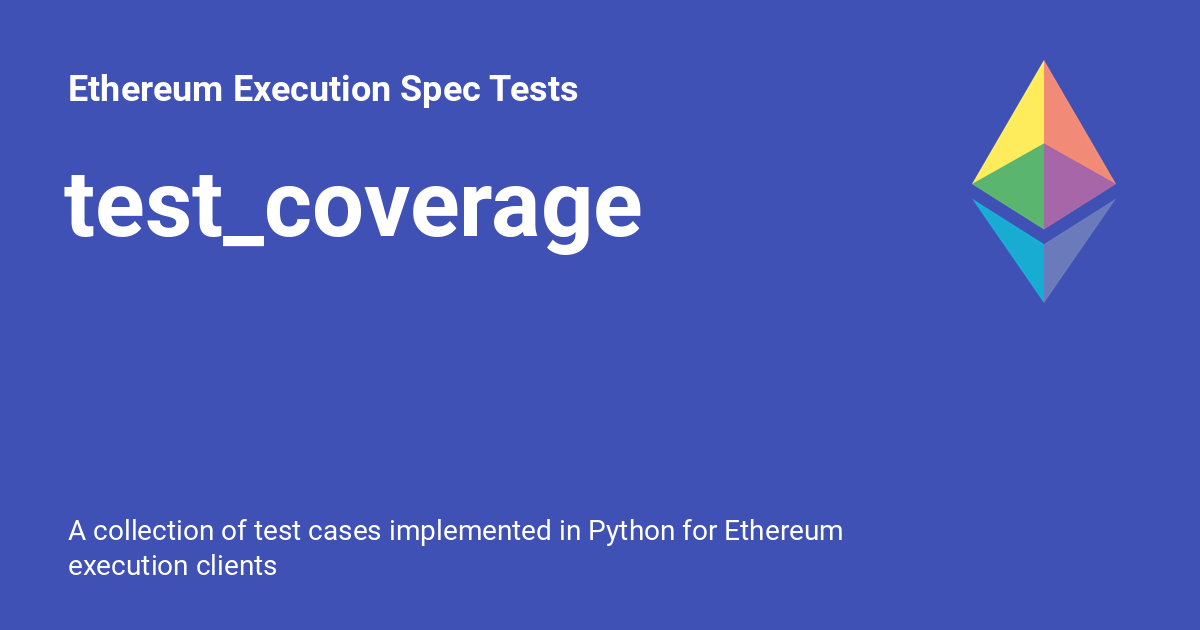 Ethereum Execution Spec Tests
test_coverage
A collection of test cases implemented in Python for Ethereum
execution clients